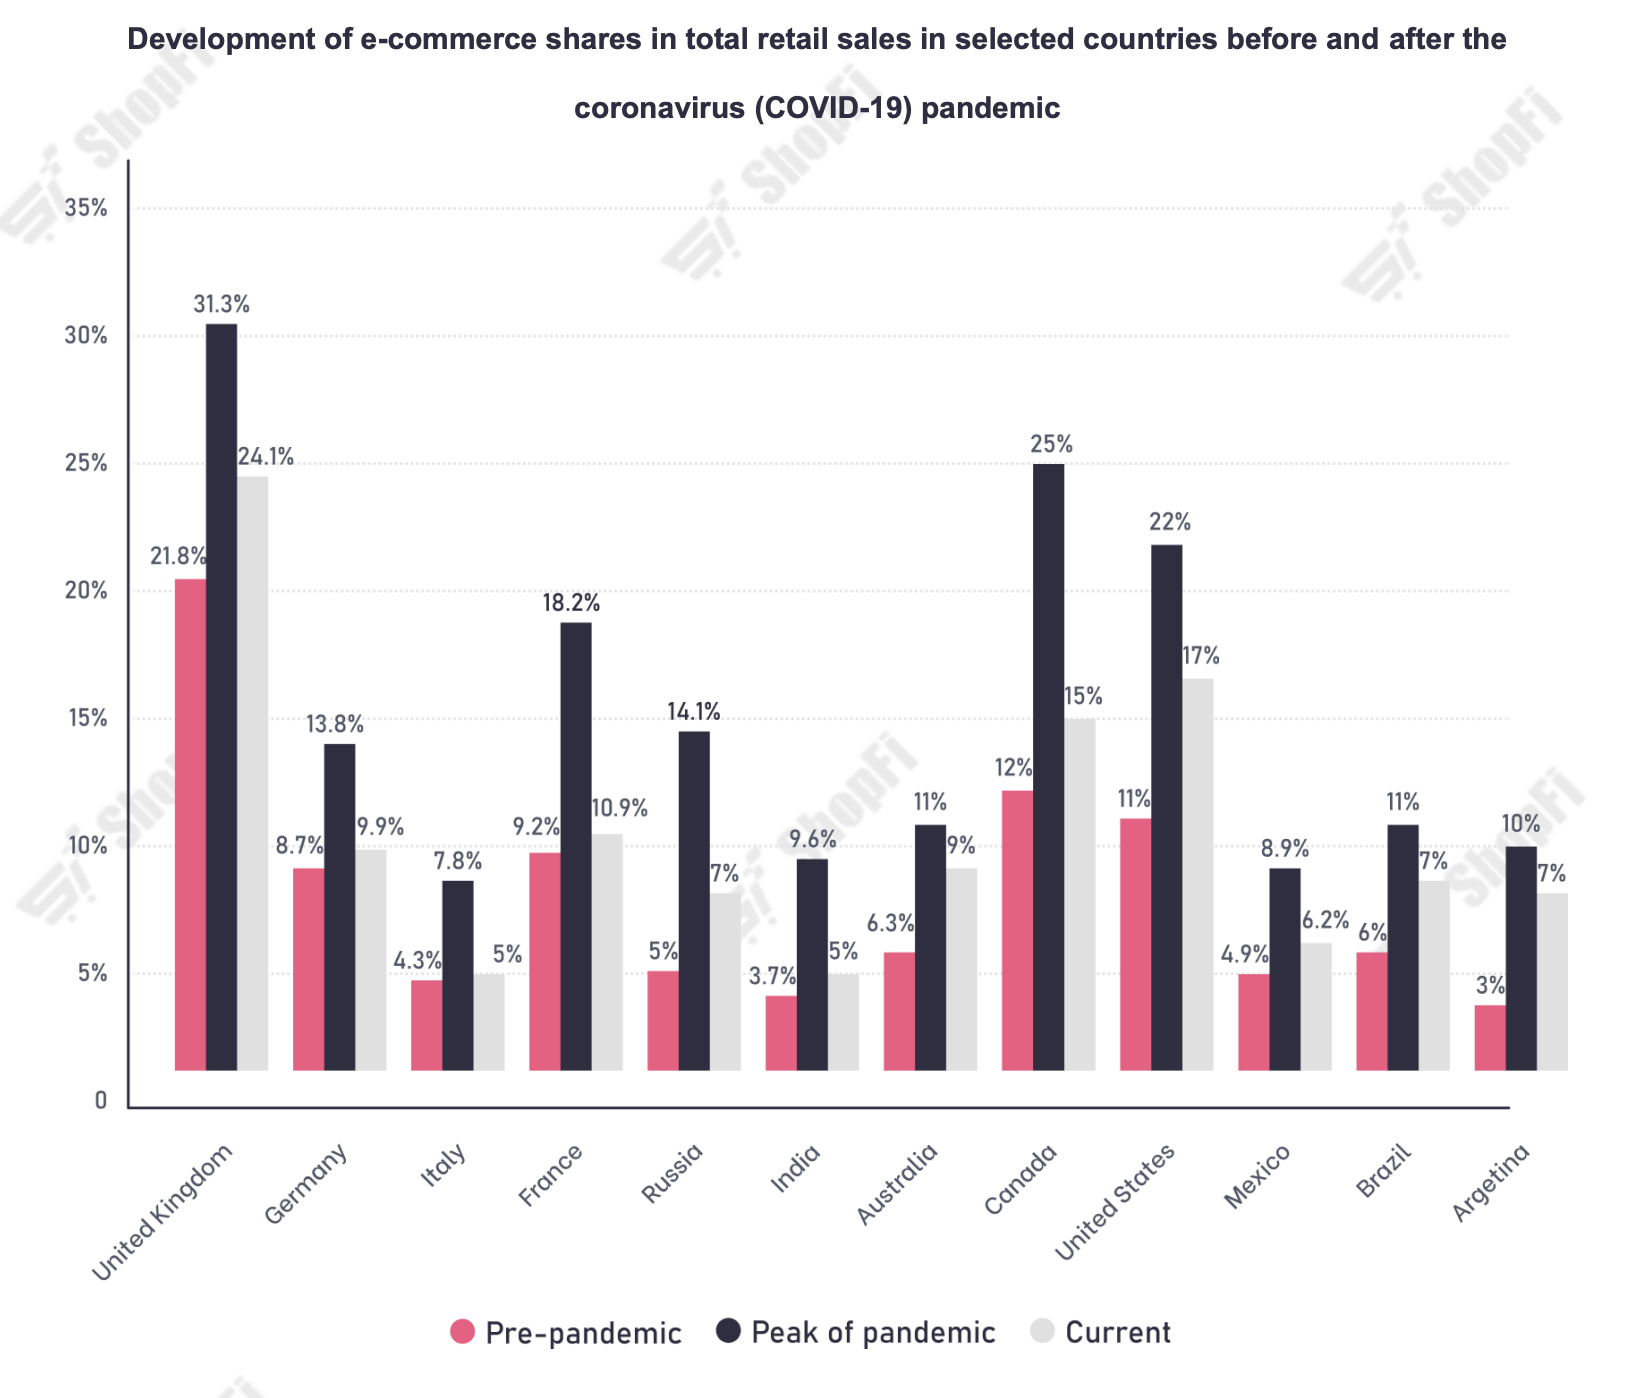 Development of e-commerce shares in total retail sales in selected countries before and after the
coronavirus (COVID-19) pandemic
ShopFi
ShopFi
ShopFi
35%
30%
25%
20%
15%
10%
5%
0
21.8%
31.3%
24.1%
8.7%
13.8%
9.9%
4.3%
7.8%
5%
9.2%
18.2%
10.9%
5%
14.1%
7%
3.7%
9.6%
5%
6.3%
11%
9%
12%
25%
15%
11%
22%
17%
4.9%
8.9%
6.2%
6%
11%
7%
3%
10%
7%
ShopFi
ShopFi
ShopFi
United Kingdom
Germany
Italy
France
Russia
India
Australia
Canada
United States
Mexico
Brazil
Argetina
Pre-pandemic
Peak of pandemic
Current